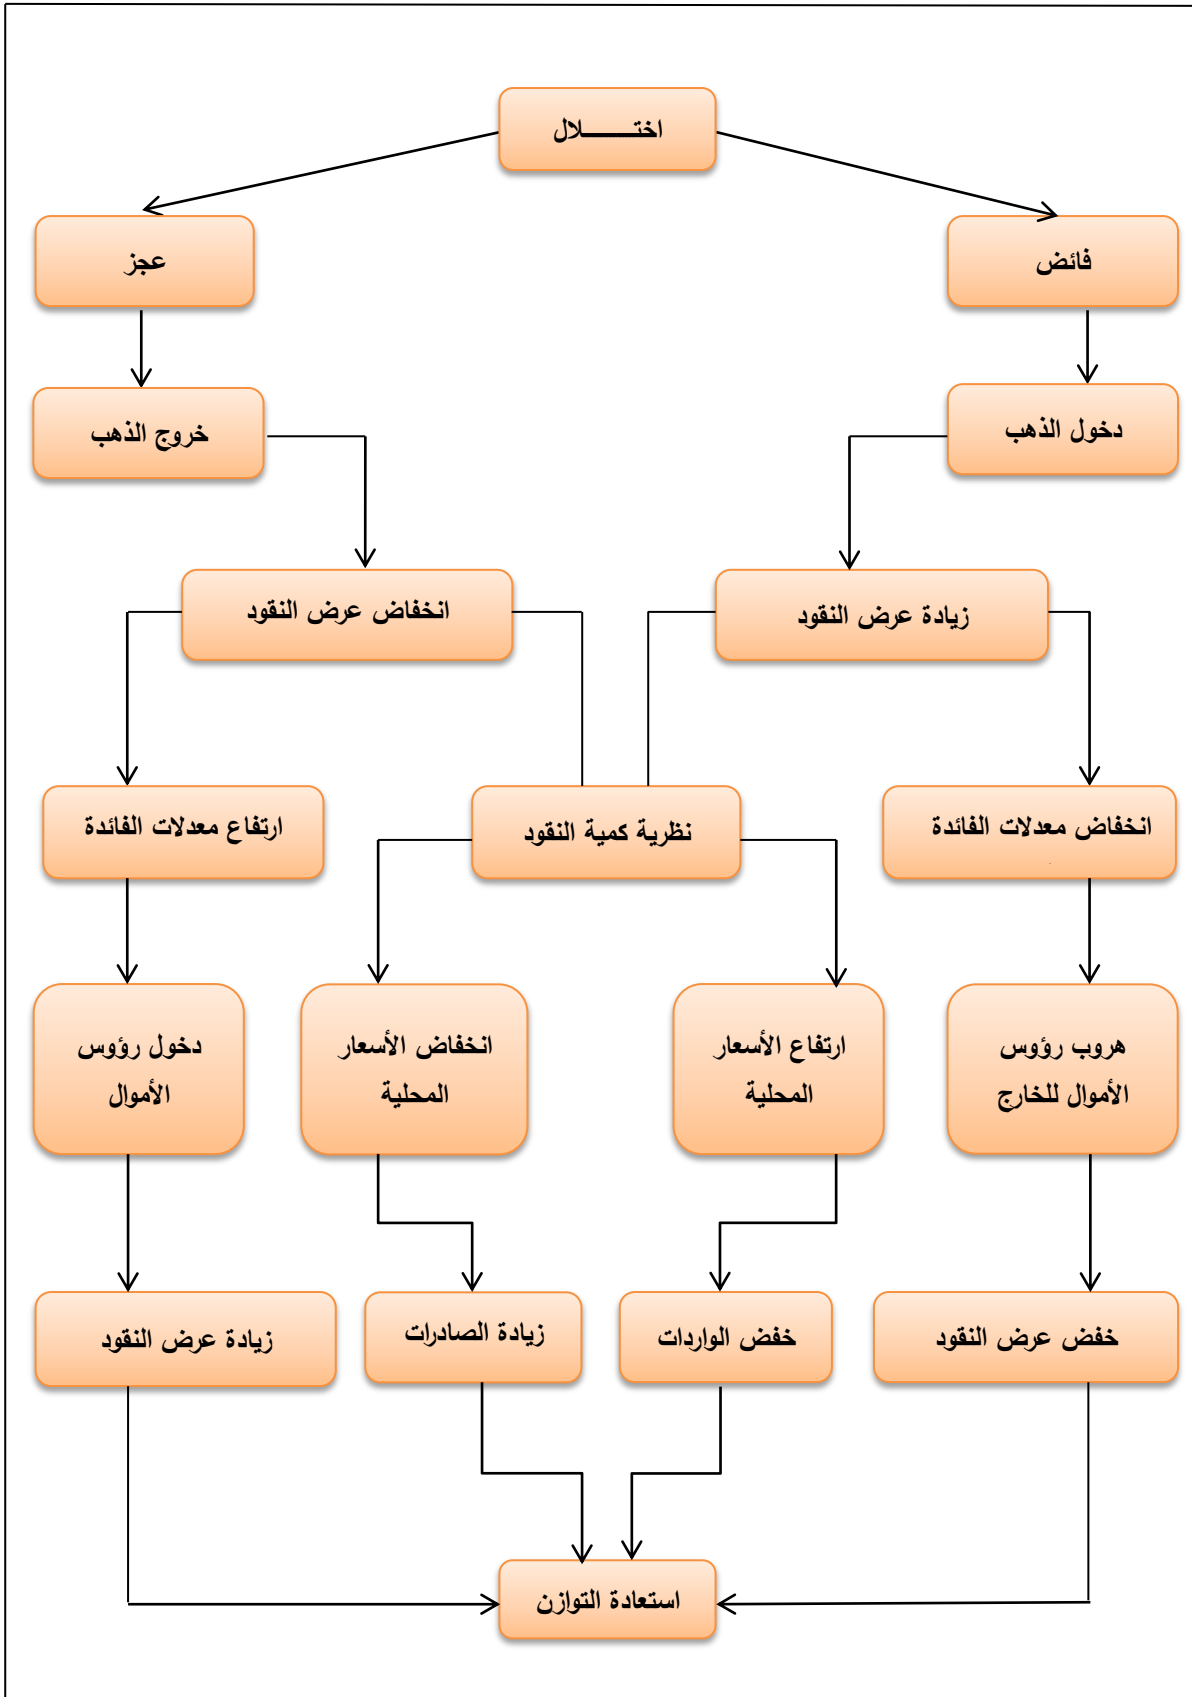 اختــــــــلال
فائض
عجز
دخول الذهب
خروج الذهب
زيادة عرض النقود
انخفاض عرض النقود
انخفاض معدلات الفائدة
نظرية كمية النقود
ارتفاع معدلات الفائدة
هروب رؤوس
الأموال للخارج
ارتفاع الأسعار
المحلية
انخفاض الأسعار
المحلية
دخول رؤوس
الأموال
خفض عرض النقود
خفض الواردات
زيادة الصادرات
زيادة عرض النقود
استعادة التوازن